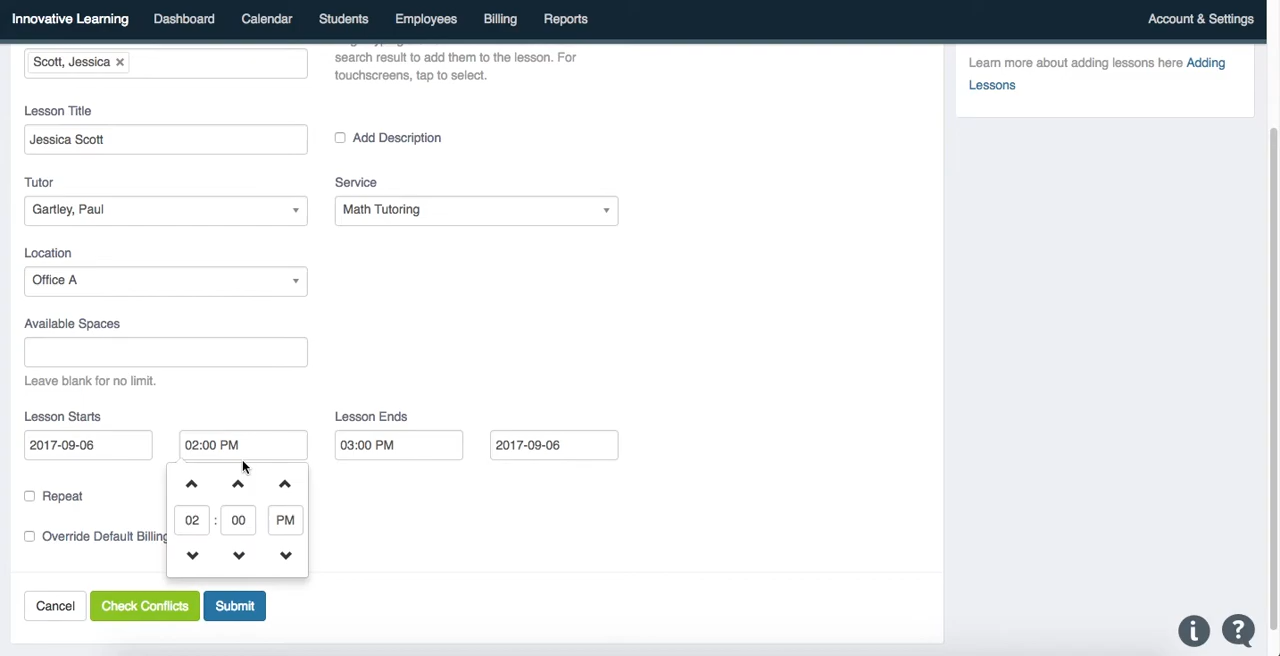 Innovative Learning Dashboard Calendar Students Employees Billing Reports Account & Settings
Scott, Jessica ×
search result to add them to the lesson. For
touchscreens, tap to select.
Learn more about adding lessons here Adding
Lessons
Lesson Title
Jessica Scott
Add Description
Tutor
Gartley, Paul
Service
Math Tutoring
Location
Office A
Available Spaces
Leave blank for no limit.
Lesson Starts
2017-09-06
02:00 PM
Lesson Ends
03:00 PM
2017-09-06
02 : 00 PM
Repeat
Override Default Billing
Cancel Check Conflicts Submit